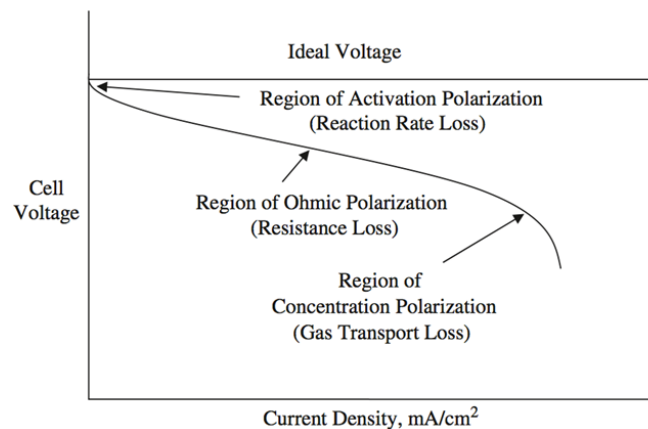 Ideal Voltage
Region of Activation Polarization
(Reaction Rate Loss)
Cell
Voltage
Region of Ohmic Polarization
(Resistance Loss)
Region of
Concentration Polarization
(Gas Transport Loss)
Current Density, mA/cm²